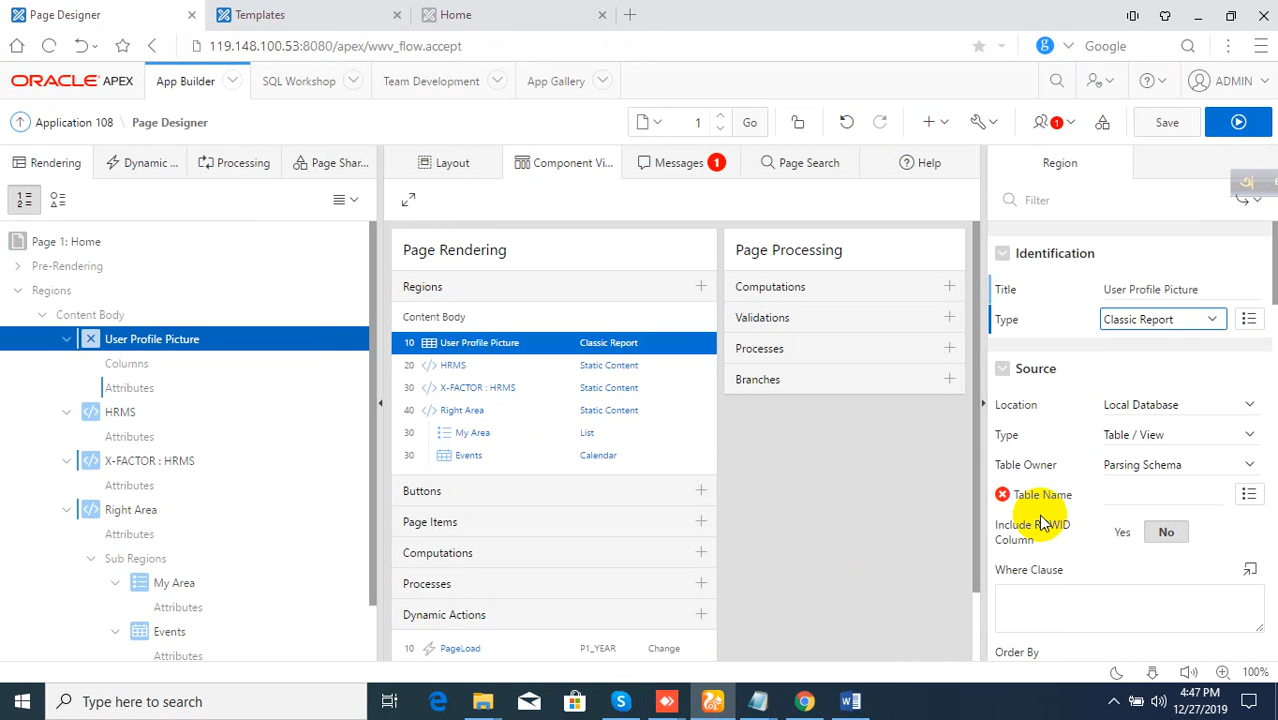 Page Designer
Templates
Home
119.148.100.53:8080/apex/wwv_flow.accept
Google
ORACLE APEX
App Builder
SQL Workshop
Team Development
App Gallery
ADMIN
Application 108
Page Designer
1
Go
1
Save
Rendering
Dynamic ...
Processing
Page Shar...
Layout
Component Vi...
Messages
1
Page Search
Help
Region
Filter
Page 1: Home
Pre-Rendering
Regions
Content Body
User Profile Picture
Columns
Attributes
HRMS
Attributes
X-FACTOR : HRMS
Attributes
Right Area
Attributes
Sub Regions
My Area
Attributes
Events
Attributes
Page Rendering
Regions
Content Body
10 User Profile Picture Classic Report
20 HRMS Static Content
30 X-FACTOR : HRMS Static Content
40 Right Area Static Content
30 My Area List
30 Events Calendar
Buttons
Page Items
Computations
Processes
Dynamic Actions
10 PageLoad P1_YEAR Change
Page Processing
Computations
Validations
Processes
Branches
Identification
Title User Profile Picture
Type Classic Report
Source
Location Local Database
Type Table / View
Table Owner Parsing Schema
Table Name
Include ROWID Column
Yes No
Where Clause
Order By
100%
Type here to search
4:47 PM
12/27/2019